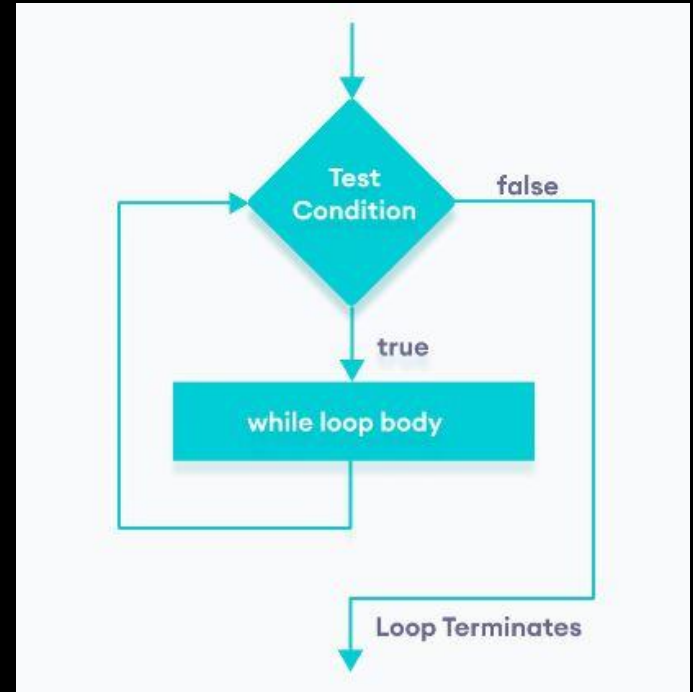 Test
Condition
false
true
while loop body
Loop Terminates